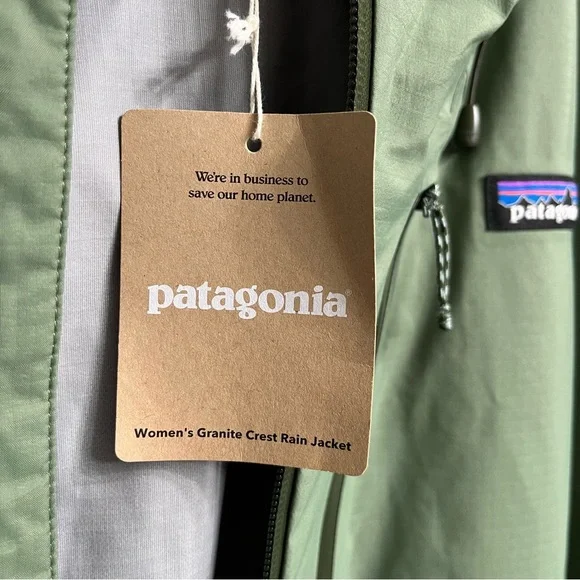 We're in business to
save our home planet.
patagonia®
Women's Granite Crest Rain Jacket
patagonia